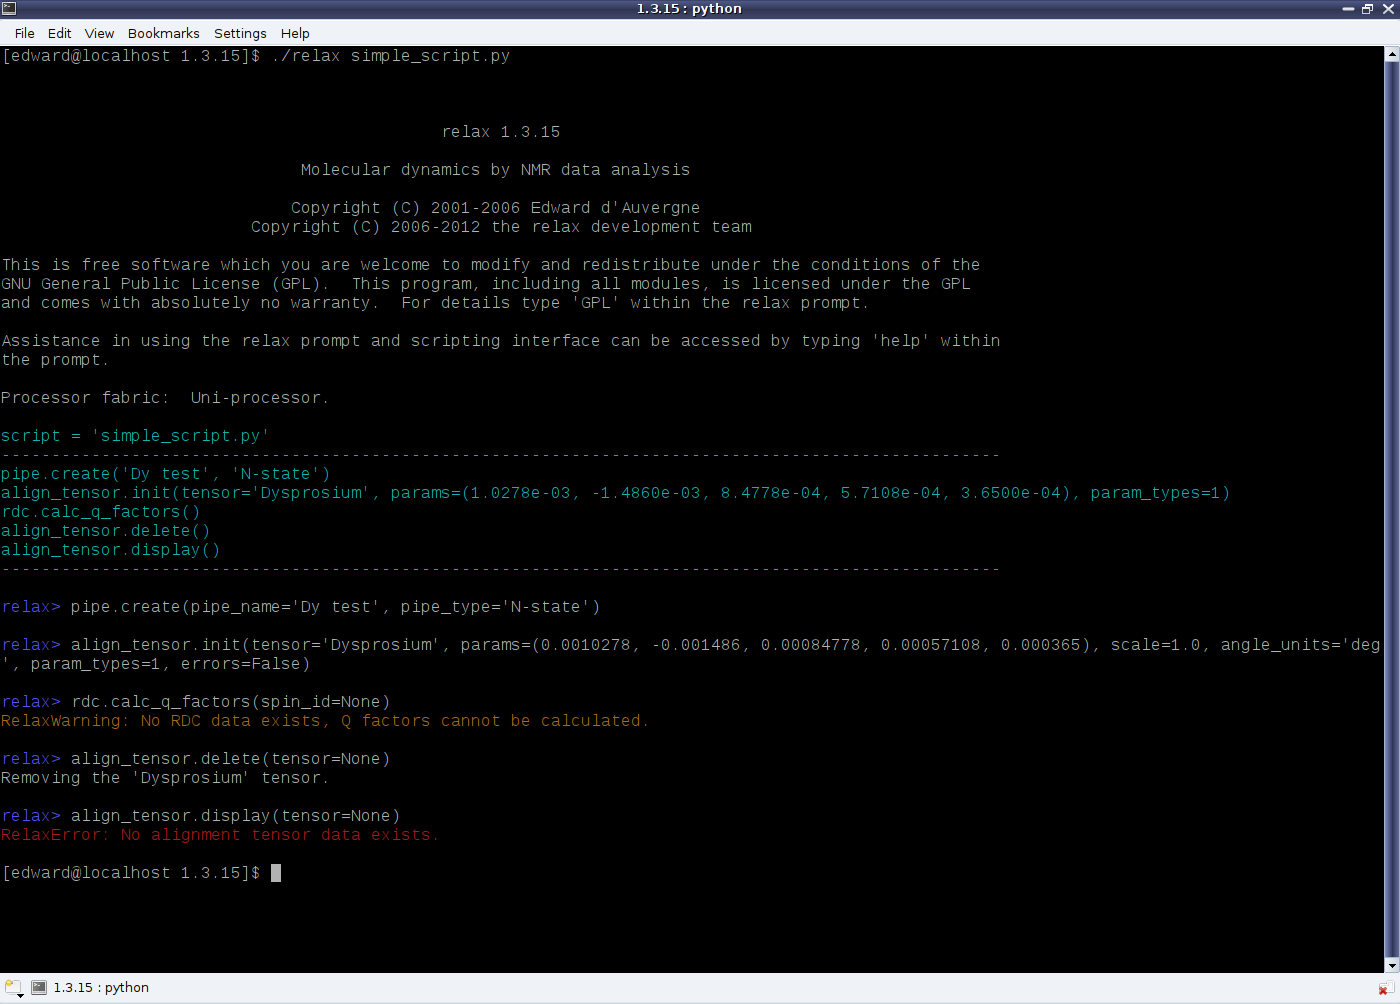 1.3.15 : python
File Edit View Bookmarks Settings Help
[edward@localhost 1.3.15]$ ./relax simple_script.py
relax 1.3.15
Molecular dynamics by NMR data analysis
Copyright (C) 2001-2006 Edward d'Auvergne
Copyright (C) 2006-2012 the relax development team
This is free software which you are welcome to modify and redistribute under the conditions of the
GNU General Public License (GPL).  This program, including all modules, is licensed under the GPL
and comes with absolutely no warranty.  For details type 'GPL' within the relax prompt.
Assistance in using the relax prompt and scripting interface can be accessed by typing 'help' within
the prompt.
Processor fabric:  Uni-processor.
script = 'simple_script.py'
----------------------------------------------------------------------------------------------------
pipe.create('Dy test', 'N-state')
align_tensor.init(tensor='Dysprosium', params=(1.0278e-03, -1.4860e-03, 8.4778e-04, 5.7108e-04, 3.6500e-04), param_types=1)
rdc.calc_q_factors()
align_tensor.delete()
align_tensor.display()
----------------------------------------------------------------------------------------------------
relax> pipe.create(pipe_name='Dy test', pipe_type='N-state')
relax> align_tensor.init(tensor='Dysprosium', params=(0.0010278, -0.001486, 0.00084778, 0.00057108, 0.000365), scale=1.0, angle_units='deg
', param_types=1, errors=False)
relax> rdc.calc_q_factors(spin_id=None)
RelaxWarning: No RDC data exists, Q factors cannot be calculated.
relax> align_tensor.delete(tensor=None)
Removing the 'Dysprosium' tensor.
relax> align_tensor.display(tensor=None)
RelaxError: No alignment tensor data exists.
[edward@localhost 1.3.15]$
1.3.15 : python